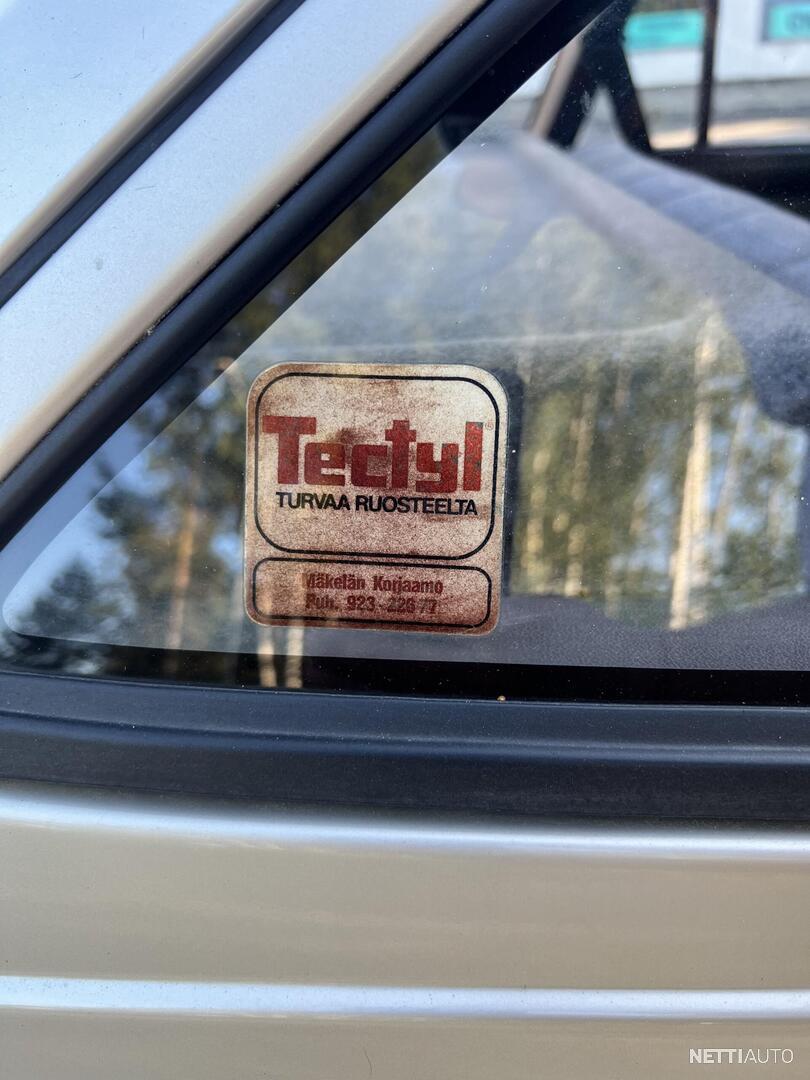 Tectyl®
TURVAA RUOSTEELTA
Mäkelän Korjaamo
Puh. 923-226 77
NETTIAUTO